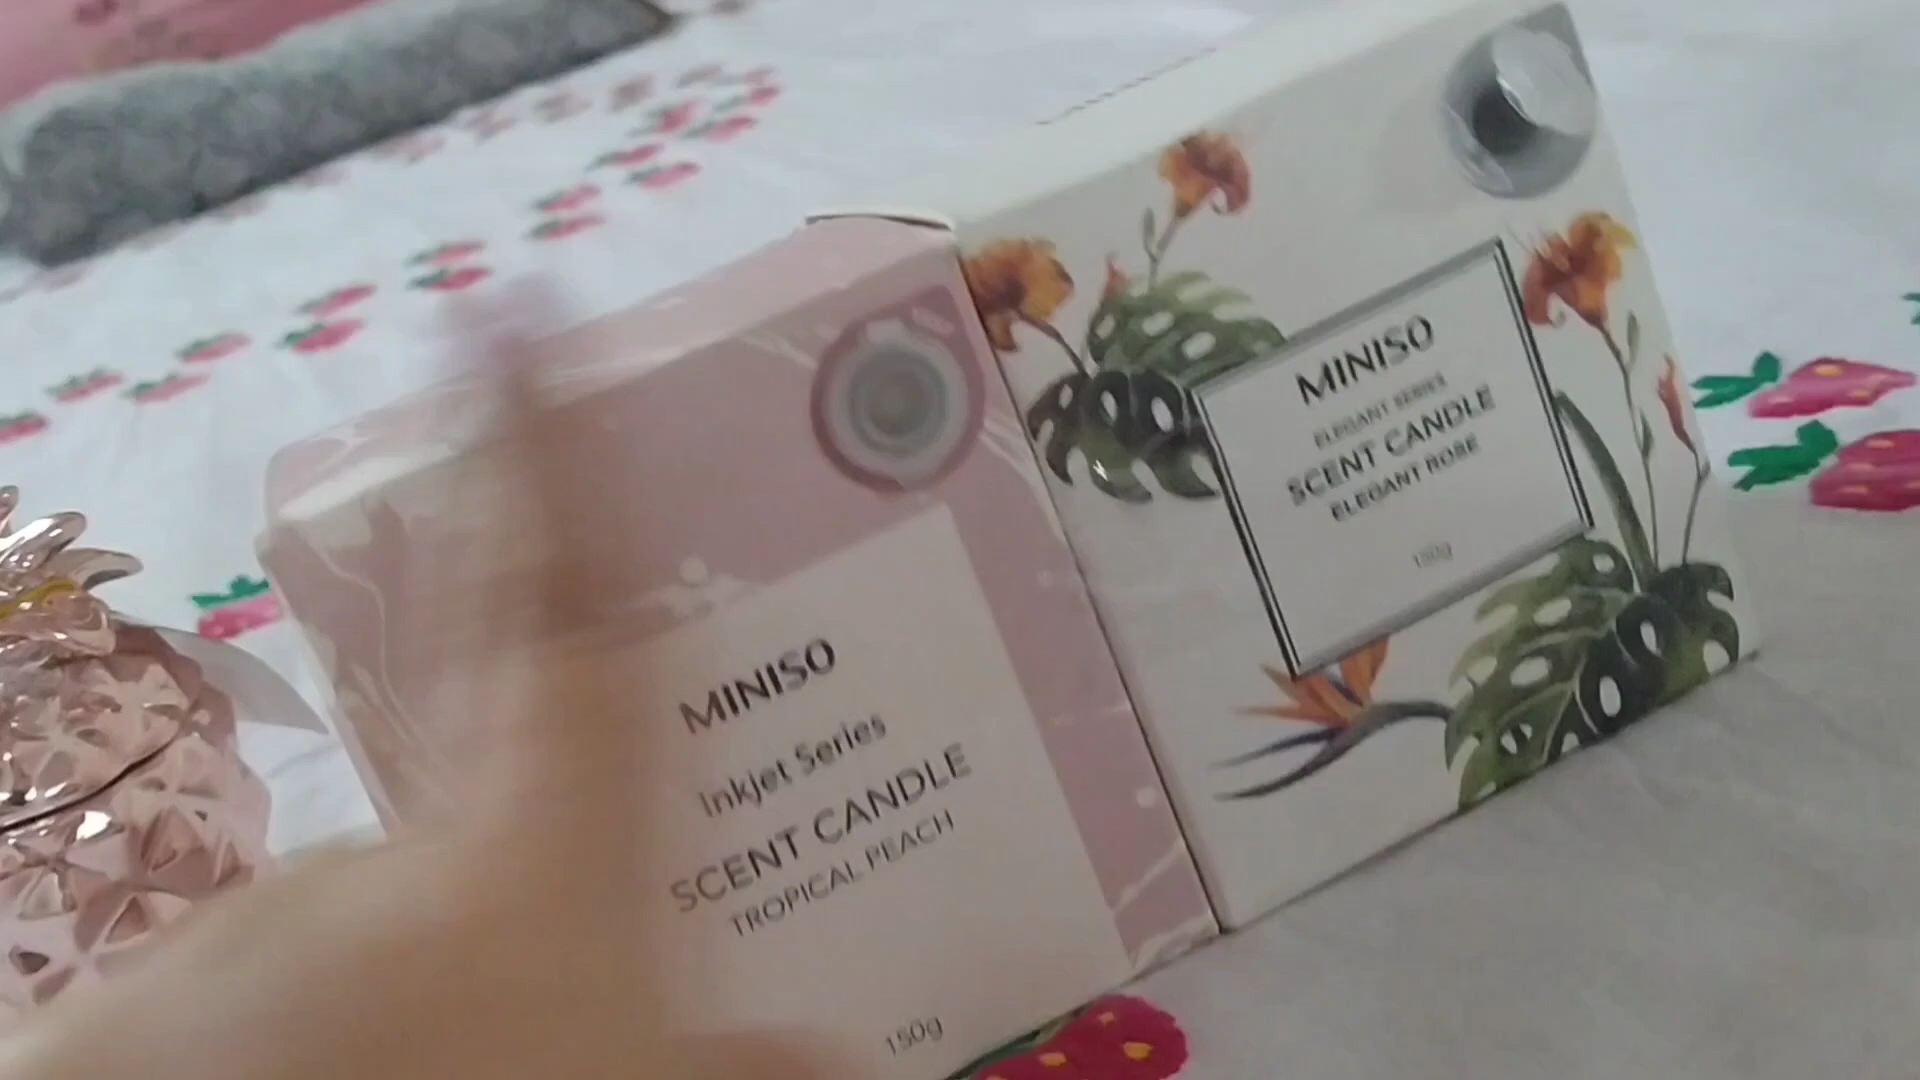 MINISO
Inkjet Series
SCENT CANDLE
TROPICAL PEACH
150g
MINISO
ELEGANT SERIES
SCENT CANDLE
ELEGANT ROSE
150g